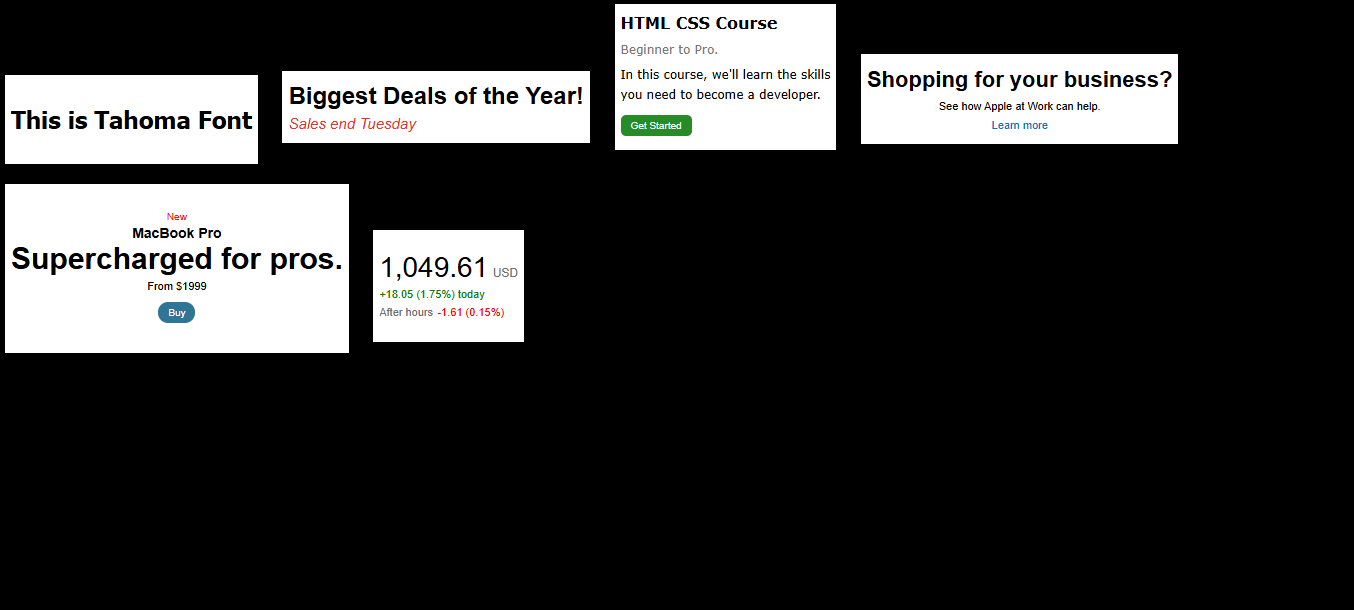 This is Tahoma Font
Biggest Deals of the Year!
Sales end Tuesday
HTML CSS Course
Beginner to Pro.
In this course, we'll learn the skills
you need to become a developer.
Get Started
Shopping for your business?
See how Apple at Work can help.
Learn more
New
MacBook Pro
Supercharged for pros.
From $1999
Buy
1,049.61 USD
+18.05 (1.75%) today
After hours -1.61 (0.15%)